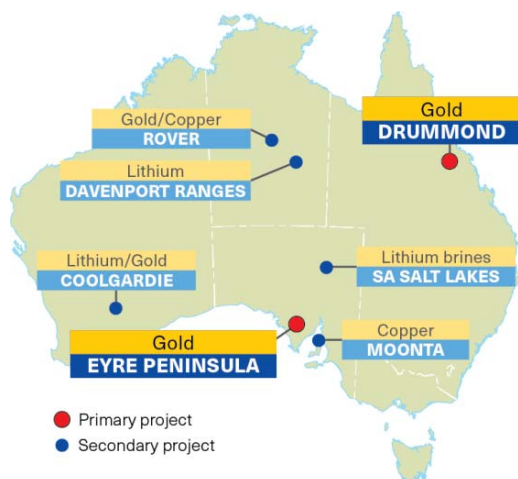 Gold/Copper
ROVER
Gold
DRUMMOND
Lithium
DAVENPORT RANGES
Lithium/Gold
COOLGARDIE
Lithium brines
SA SALT LAKES
Gold
EYRE PENINSULA
Copper
MOONTA
Primary project
Secondary project